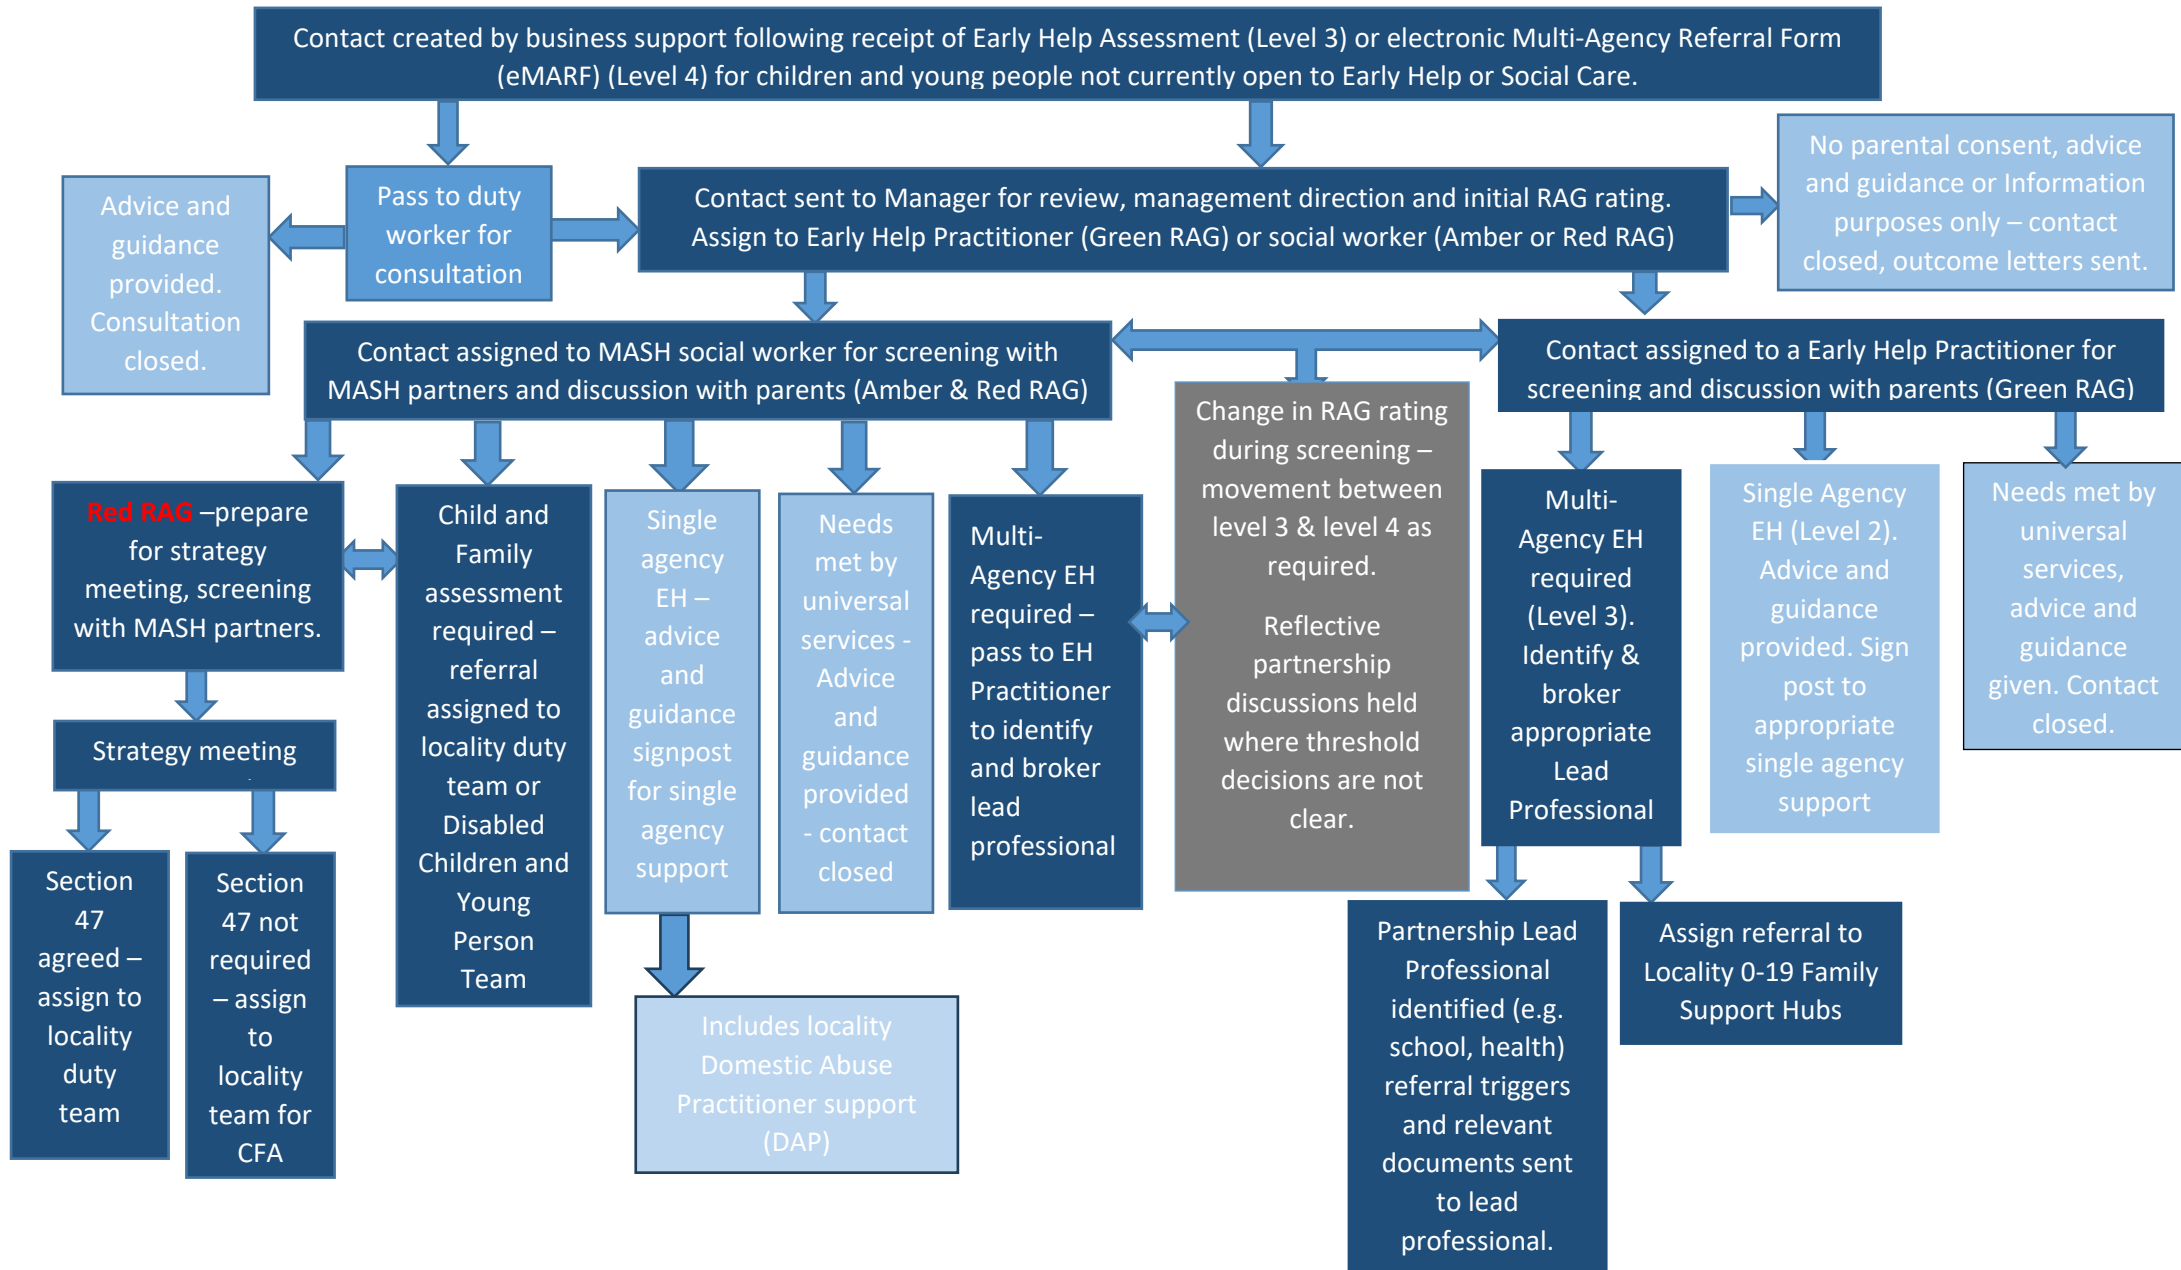 Contact created by business support following receipt of Early Help Assessment (Level 3) or electronic Multi-Agency Referral Form
(eMARF) (Level 4) for children and young people not currently open to Early Help or Social Care.
Advice and
guidance
provided.
Consultation
closed.
Pass to duty
worker for
consultation
Contact sent to Manager for review, management direction and initial RAG rating.
Assign to Early Help Practitioner (Green RAG) or social worker (Amber or Red RAG)
No parental consent, advice
and guidance or Information
purposes only – contact
closed, outcome letters sent.
Contact assigned to MASH social worker for screening with
MASH partners and discussion with parents (Amber & Red RAG)
Contact assigned to a Early Help Practitioner for
screening and discussion with parents (Green RAG)
Red RAG –prepare
for strategy
meeting, screening
with MASH partners.
Child and
Family
assessment
required –
referral
assigned to
locality duty
team or
Disabled
Children and
Young
Person
Team
Single
agency
EH –
advice
and
guidance
signpost
for single
agency
support
Needs
met by
universal
services -
Advice
and
guidance
provided
- contact
closed
Multi-
Agency EH
required –
pass to EH
Practitioner
to identify
and broker
lead
professional
Change in RAG rating
during screening –
movement between
level 3 & level 4 as
required.
Reflective
partnership
discussions held
where threshold
decisions are not
clear.
Multi-
Agency EH
required
(Level 3).
Identify &
broker
appropriate
Lead
Professional
Single Agency
EH (Level 2).
Advice and
guidance
provided. Sign
post to
appropriate
single agency
support
Needs met by
universal
services,
advice and
guidance
given. Contact
closed.
Strategy meeting
Section
47
agreed –
assign to
locality
duty
team
Section
47 not
required
– assign
to
locality
team for
CFA
Includes locality
Domestic Abuse
Practitioner support
(DAP)
Partnership Lead
Professional
identified (e.g.
school, health)
referral triggers
and relevant
documents sent
to lead
professional.
Assign referral to
Locality 0-19 Family
Support Hubs